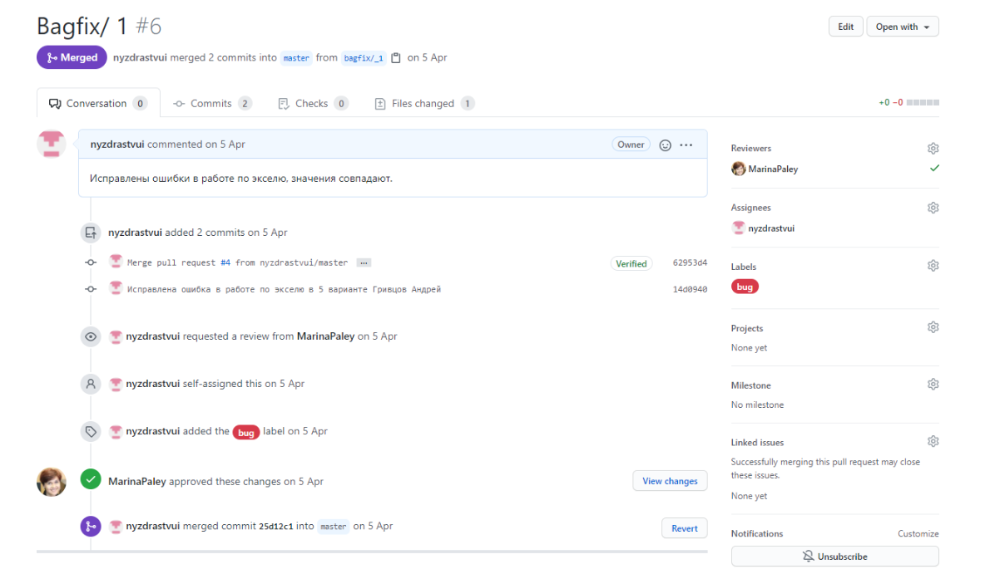 Bagfix/ 1 #6
Edit
Open with
Merged nyzdrastvui merged 2 commits into master from bagfix/_1 on 5 Apr
Conversation 0
Commits 2
Checks 0
Files changed 1
+0 −0
nyzdrastvui commented on 5 Apr
Owner
Исправлены ошибки в работе по экселю, значения совпадают.
nyzdrastvui added 2 commits on 5 Apr
Merge pull request #4 from nyzdrastvui/master ...
Verified
62953d4
Исправлена ошибка в работе по экселю в 5 варианте Гривцов Андрей
14d0940
nyzdrastvui requested a review from MarinaPaley on 5 Apr
nyzdrastvui self-assigned this on 5 Apr
nyzdrastvui added the bug label on 5 Apr
MarinaPaley approved these changes on 5 Apr
View changes
nyzdrastvui merged commit 25d12c1 into master on 5 Apr
Revert
Reviewers
MarinaPaley
Assignees
nyzdrastvui
Labels
bug
Projects
None yet
Milestone
No milestone
Linked issues
Successfully merging this pull request may close
these issues.
None yet
Notifications
Customize
Unsubscribe